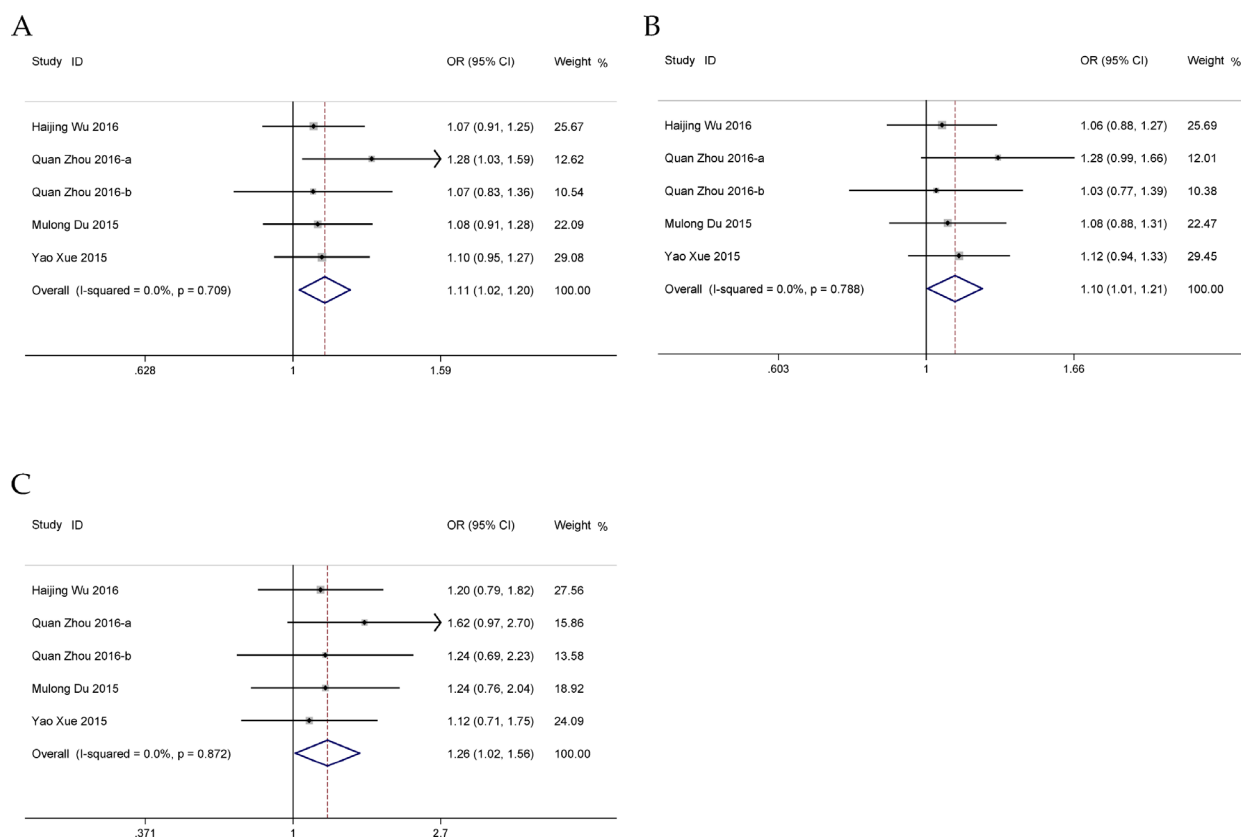 A
Study ID OR (95% CI) Weight %
Haijing Wu 2016 1.07 (0.91, 1.25) 25.67
Quan Zhou 2016-a 1.28 (1.03, 1.59) 12.62
Quan Zhou 2016-b 1.07 (0.83, 1.36) 10.54
Mulong Du 2015 1.08 (0.91, 1.28) 22.09
Yao Xue 2015 1.10 (0.95, 1.27) 29.08
Overall (I-squared = 0.0%, p = 0.709) 1.11 (1.02, 1.20) 100.00
.628 1 1.59
B
Study ID OR (95% CI) Weight %
Haijing Wu 2016 1.06 (0.88, 1.27) 25.69
Quan Zhou 2016-a 1.28 (0.99, 1.66) 12.01
Quan Zhou 2016-b 1.03 (0.77, 1.39) 10.38
Mulong Du 2015 1.08 (0.88, 1.31) 22.47
Yao Xue 2015 1.12 (0.94, 1.33) 29.45
Overall (I-squared = 0.0%, p = 0.788) 1.10 (1.01, 1.21) 100.00
.603 1 1.66
C
Study ID OR (95% CI) Weight %
Haijing Wu 2016 1.20 (0.79, 1.82) 27.56
Quan Zhou 2016-a 1.62 (0.97, 2.70) 15.86
Quan Zhou 2016-b 1.24 (0.69, 2.23) 13.58
Mulong Du 2015 1.24 (0.76, 2.04) 18.92
Yao Xue 2015 1.12 (0.71, 1.75) 24.09
Overall (I-squared = 0.0%, p = 0.872) 1.26 (1.02, 1.56) 100.00
.371 1 2.7